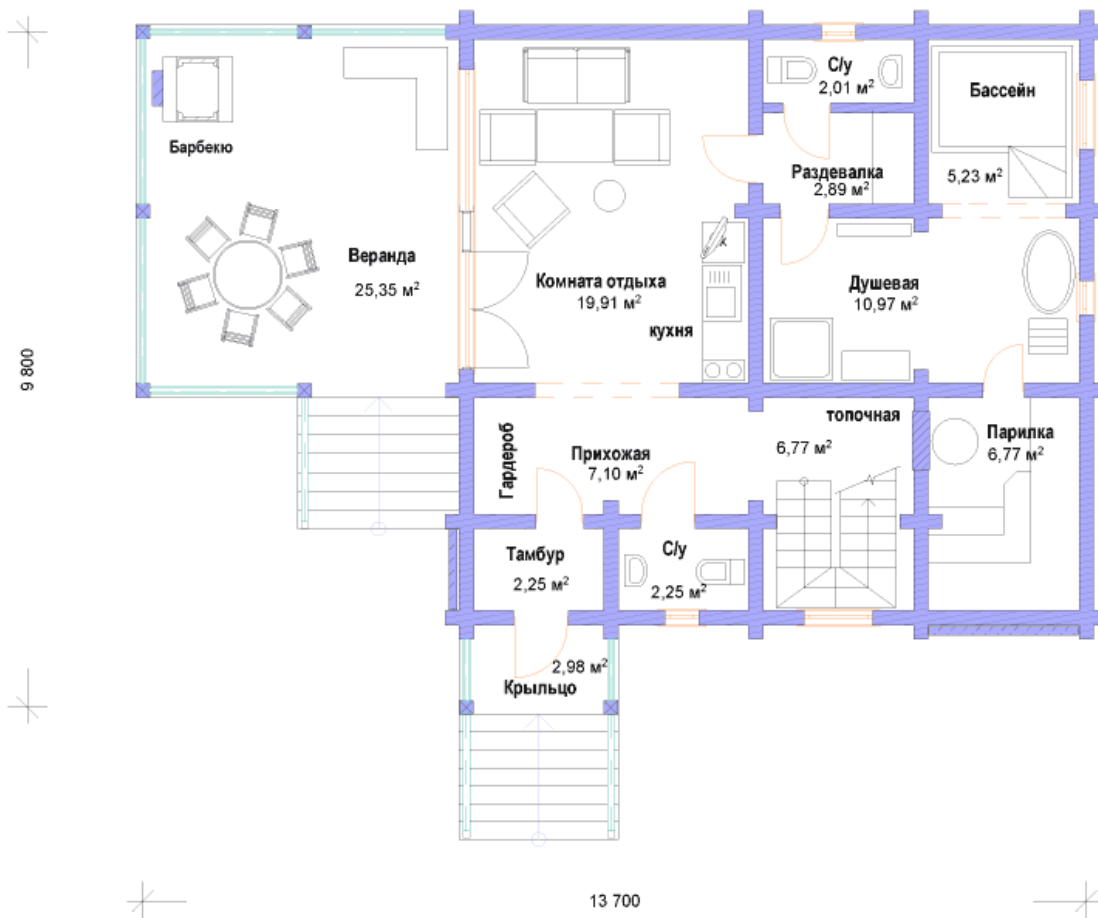 С/у
2,01 м²
Бассейн
Барбекю
Раздевалка
2,89 м²
5,23 м²
Веранда
25,35 м²
Комната отдыха
19,91 м²
Душевая
10,97 м²
К
кухня
9 800
топочная
6,77 м²
Гардероб
Прихожая
7,10 м²
Парилка
6,77 м²
Тамбур
2,25 м²
С/у
2,25 м²
2,98 м²
Крыльцо
13 700